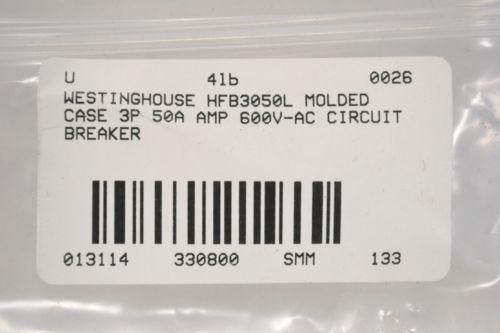 U 41b 0026
WESTINGHOUSE HFB3050L MOLDED
CASE 3P 50A AMP 600V-AC CIRCUIT
BREAKER
013114 330800 SMM 133